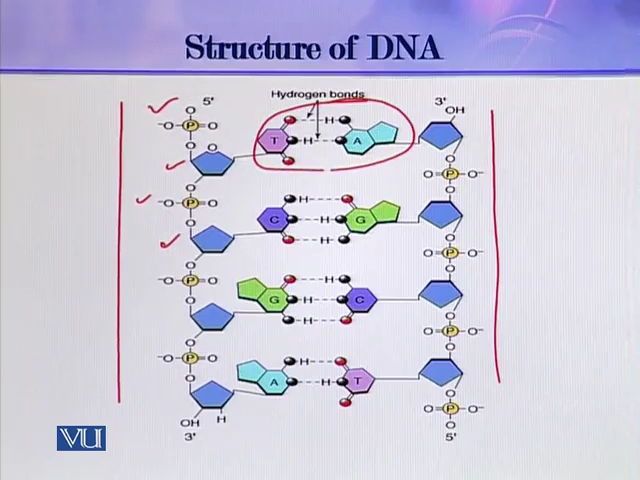 Structure of DNA
Hydrogen bonds
5' 3'
O OH
⁻O P O H A
O O T H
O
O O P O⁻
⁻O P O H O
O C H G O
H O P O⁻
O O
⁻O P O H O
O G H C O
H O P O⁻
O O
⁻O P O H O
O A H T O
OH H O P O⁻
3' O
5'
VU